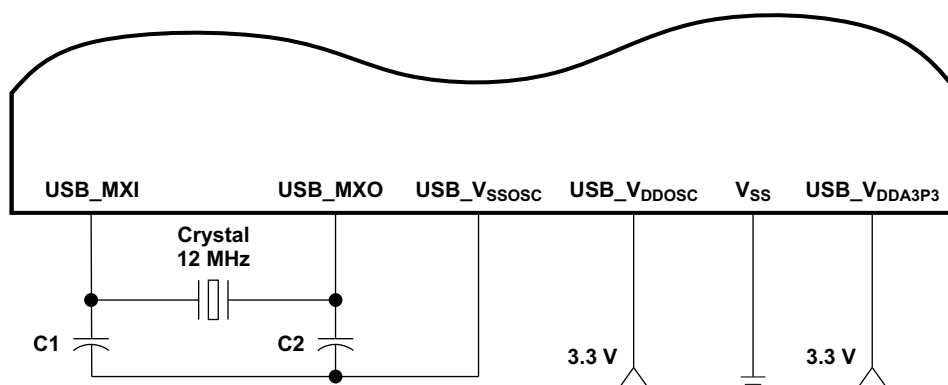 USB_MXI USB_MXO USB_VSSOSC USB_VDDOSC VSS USB_VDDA3P3
Crystal
12 MHz
C1 C2
3.3 V 3.3 V